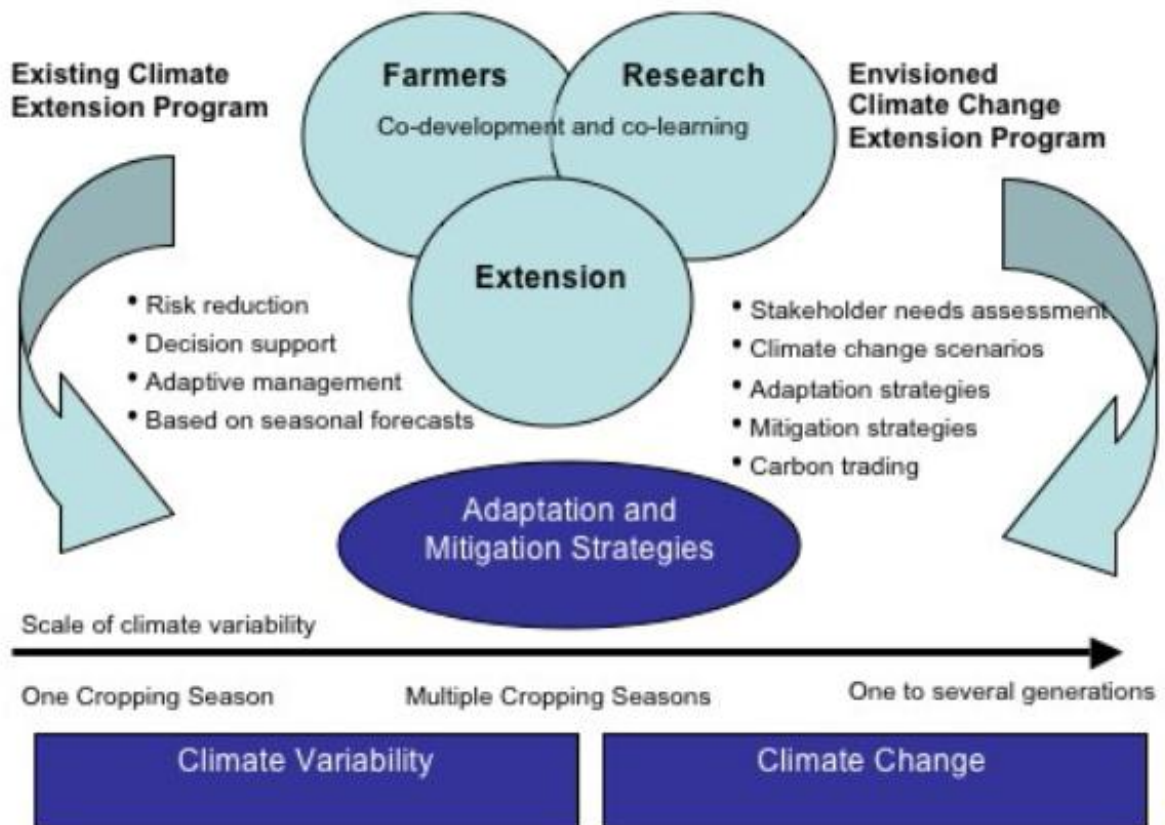 Existing Climate
Extension Program
Farmers
Research
Co-development and co-learning
Envisioned
Climate Change
Extension Program
Extension
• Risk reduction
• Decision support
• Adaptive management
• Based on seasonal forecasts
• Stakeholder needs assessment
• Climate change scenarios
• Adaptation strategies
• Mitigation strategies
• Carbon trading
Adaptation and
Mitigation Strategies
Scale of climate variability
One Cropping Season
Multiple Cropping Seasons
One to several generations
Climate Variability
Climate Change